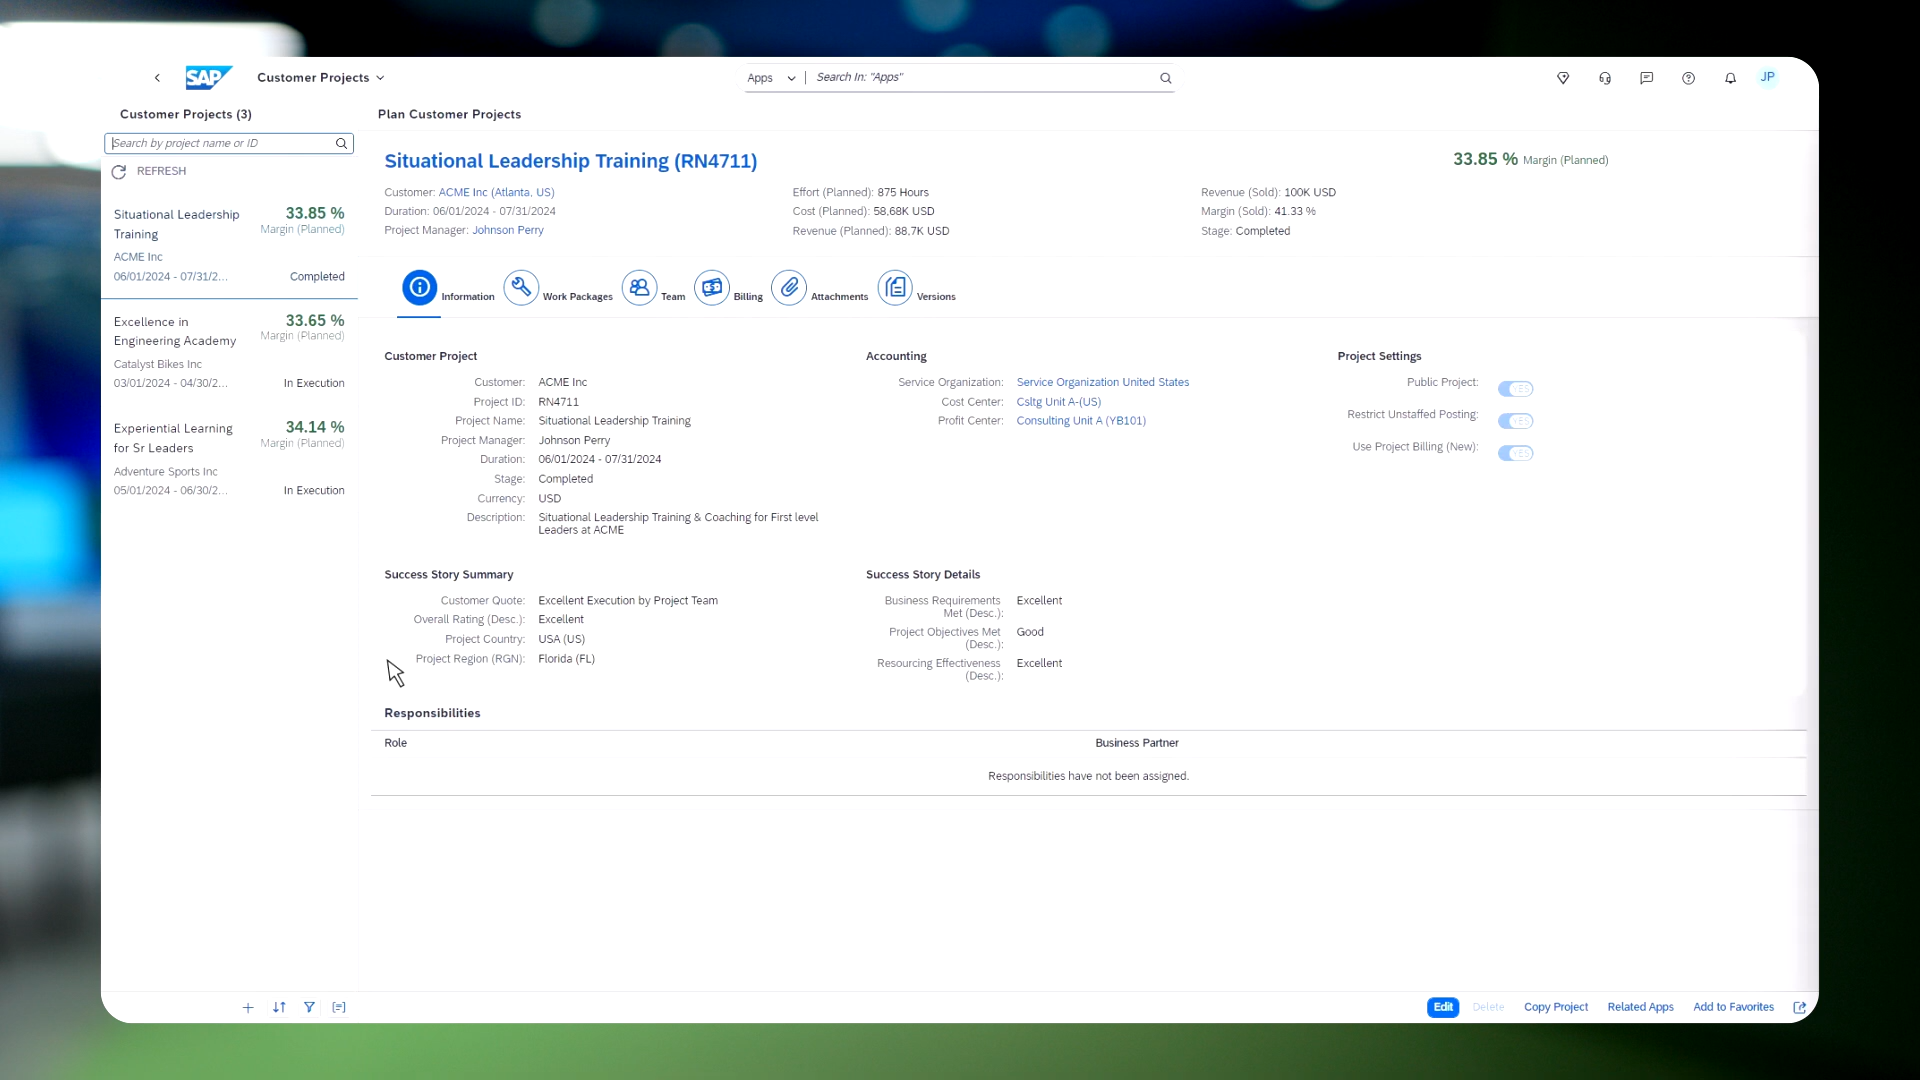 SAP
Customer Projects
Apps
Search In: "Apps"
JP
Customer Projects (3)
Search by project name or ID
REFRESH
Situational Leadership Training
33.85 %
Margin (Planned)
ACME Inc
06/01/2024 - 07/31/2...
Completed
Excellence in Engineering Academy
33.65 %
Margin (Planned)
Catalyst Bikes Inc
03/01/2024 - 04/30/2...
In Execution
Experiential Learning for Sr Leaders
34.14 %
Margin (Planned)
Adventure Sports Inc
05/01/2024 - 06/30/2...
In Execution
Plan Customer Projects
Situational Leadership Training (RN4711)
33.85 % Margin (Planned)
Customer: ACME Inc (Atlanta, US)
Duration: 06/01/2024 - 07/31/2024
Project Manager: Johnson Perry
Effort (Planned): 875 Hours
Cost (Planned): 58,68K USD
Revenue (Planned): 88,7K USD
Revenue (Sold): 100K USD
Margin (Sold): 41.33 %
Stage: Completed
Information
Work Packages
Team
Billing
Attachments
Versions
Customer Project
Customer: ACME Inc
Project ID: RN4711
Project Name: Situational Leadership Training
Project Manager: Johnson Perry
Duration: 06/01/2024 - 07/31/2024
Stage: Completed
Currency: USD
Description: Situational Leadership Training & Coaching for First level
Leaders at ACME
Accounting
Service Organization: Service Organization United States
Cost Center: Csltg Unit A-(US)
Profit Center: Consulting Unit A (YB101)
Project Settings
Public Project: YES
Restrict Unstaffed Posting: YES
Use Project Billing (New): YES
Success Story Summary
Customer Quote: Excellent Execution by Project Team
Overall Rating (Desc.): Excellent
Project Country: USA (US)
Project Region (RGN): Florida (FL)
Success Story Details
Business Requirements Met (Desc.): Excellent
Project Objectives Met (Desc.): Good
Resourcing Effectiveness (Desc.): Excellent
Responsibilities
Role
Business Partner
Responsibilities have not been assigned.
Edit
Delete
Copy Project
Related Apps
Add to Favorites